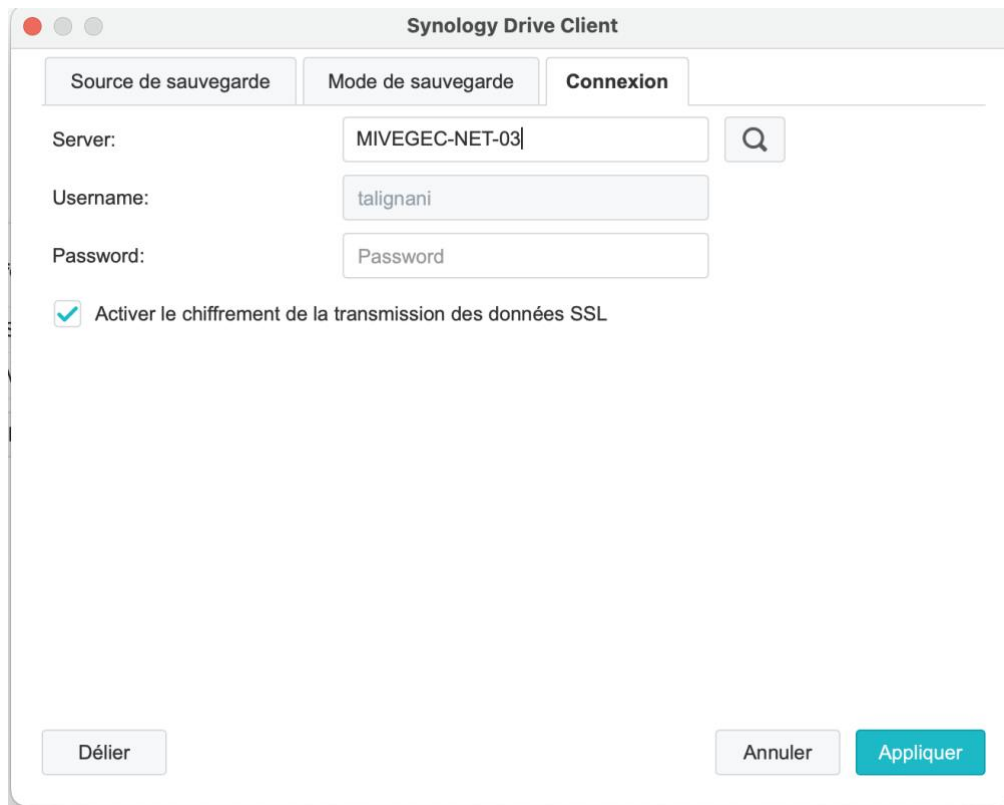 Synology Drive Client
Source de sauvegarde Mode de sauvegarde Connexion
Server: MIVEGEC-NET-03
Username: talignani
Password: Password
Activer le chiffrement de la transmission des données SSL
Délier Annuler Appliquer